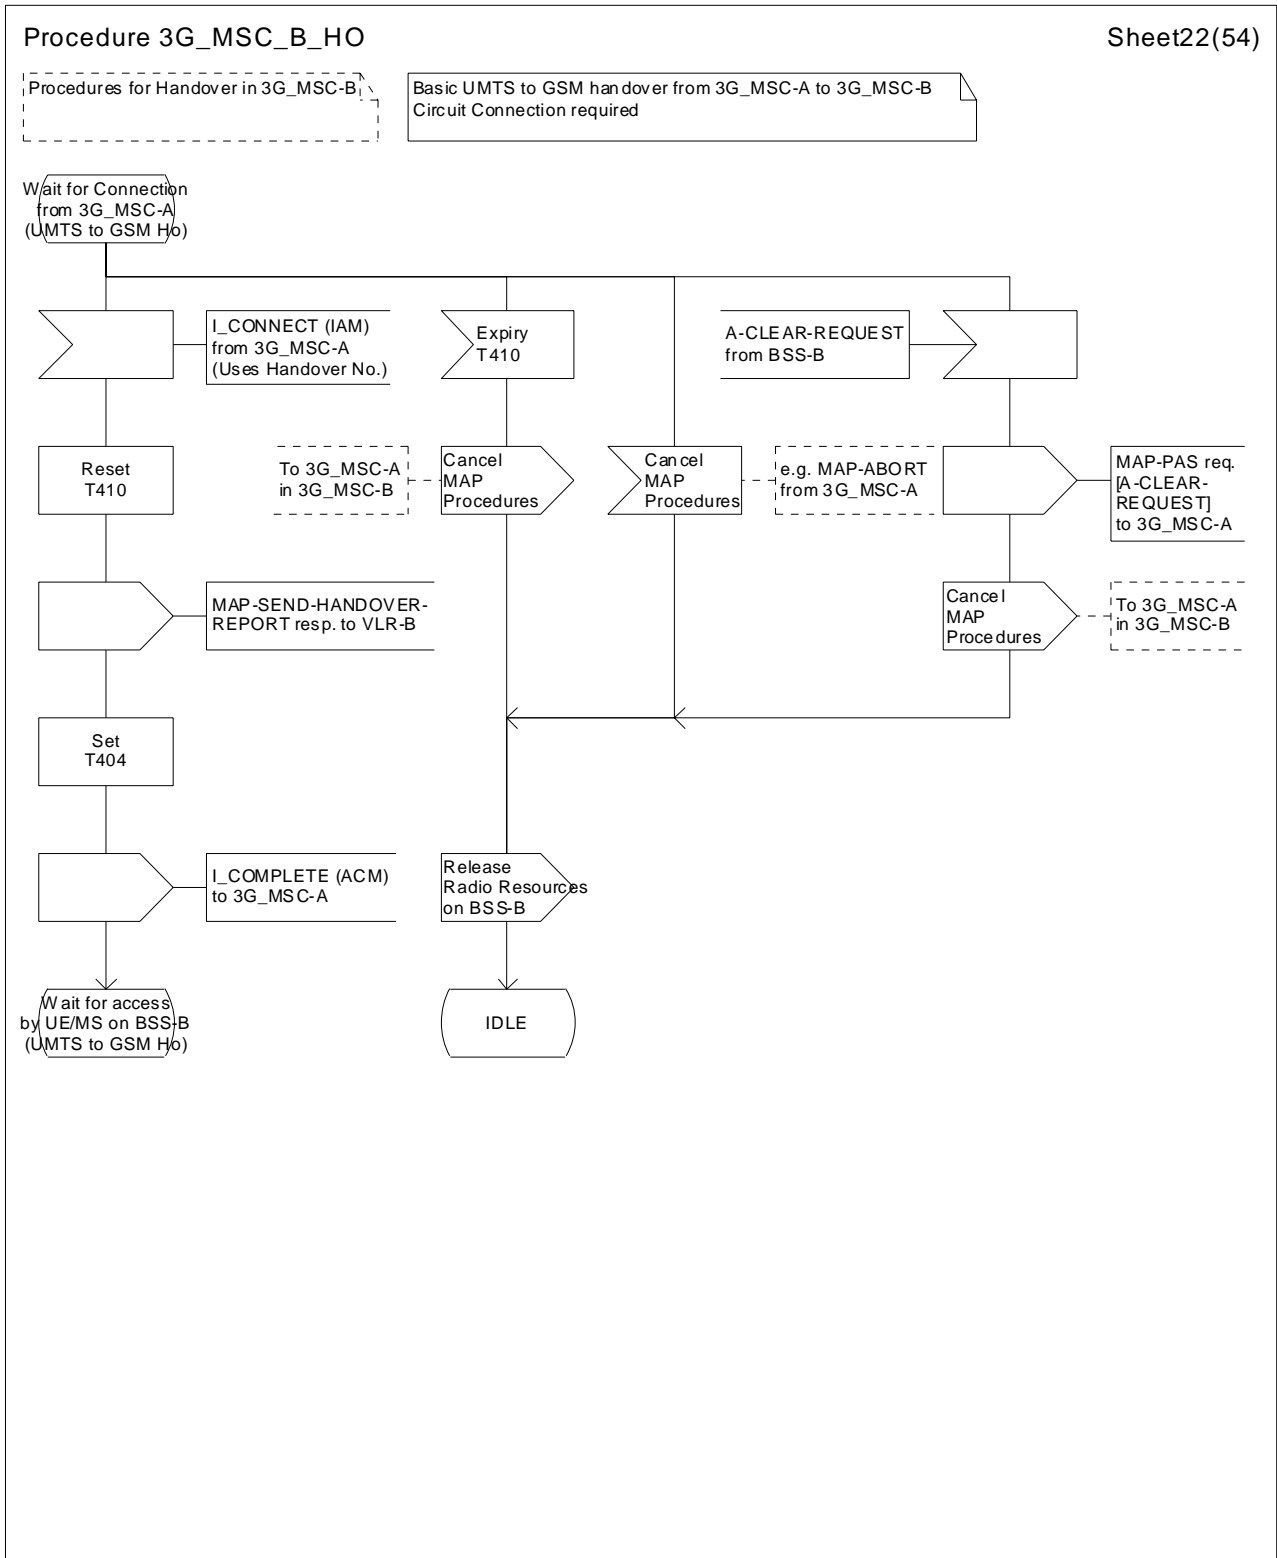 Procedure 3G_MSC_B_HO
Sheet22(54)
Procedures for Handover in 3G_MSC-B
Basic UMTS to GSM handover from 3G_MSC-A to 3G_MSC-B
Circuit Connection required
Wait for Connection
from 3G_MSC-A
(UMTS to GSM Ho)
I_CONNECT (IAM)
from 3G_MSC-A
(Uses Handover No.)
Expiry
T410
A-CLEAR-REQUEST
from BSS-B
Reset
T410
To 3G_MSC-A
in 3G_MSC-B
Cancel
MAP
Procedures
Cancel
MAP
Procedures
e.g. MAP-ABORT
from 3G_MSC-A
MAP-PAS req.
[A-CLEAR-
REQUEST]
to 3G_MSC-A
MAP-SEND-HANDOVER-
REPORT resp. to VLR-B
Cancel
MAP
Procedures
To 3G_MSC-A
in 3G_MSC-B
Set
T404
I_COMPLETE (ACM)
to 3G_MSC-A
Release
Radio Resources
on BSS-B
Wait for access
by UE/MS on BSS-B
(UMTS to GSM Ho)
IDLE